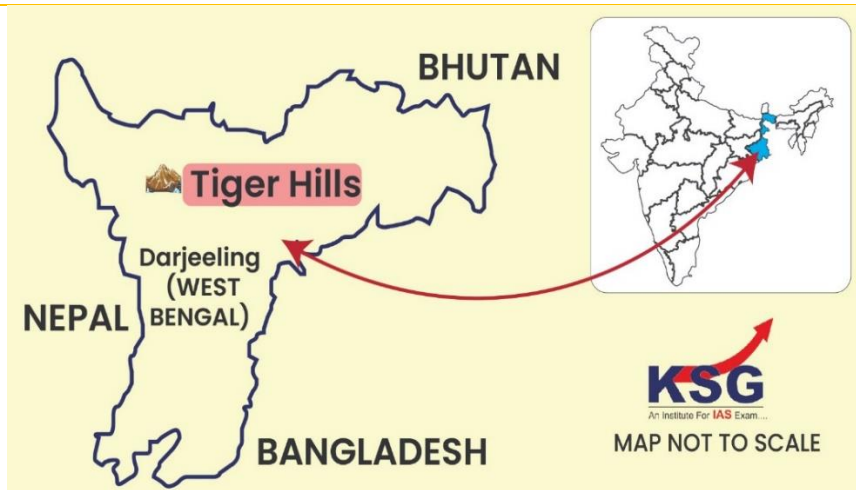 BHUTAN
Tiger Hills
Darjeeling
(WEST
BENGAL)
NEPAL
BANGLADESH
KSG
An Institute For IAS Exam....
MAP NOT TO SCALE